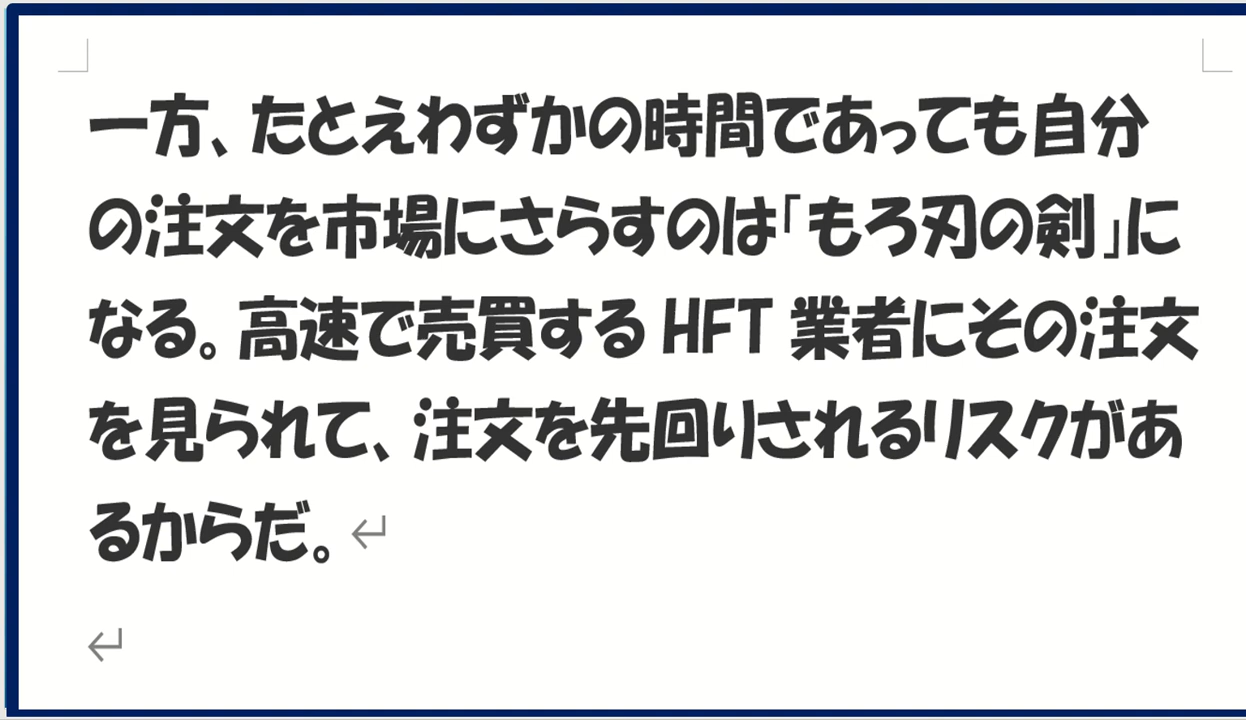 一方、たとえわずかの時間であっても自分
の注文を市場にさらすのは「もろ刃の剣」に
なる。高速で売買する HFT 業者にその注文
を見られて、注文を先回りされるリスクがあ
るからだ。